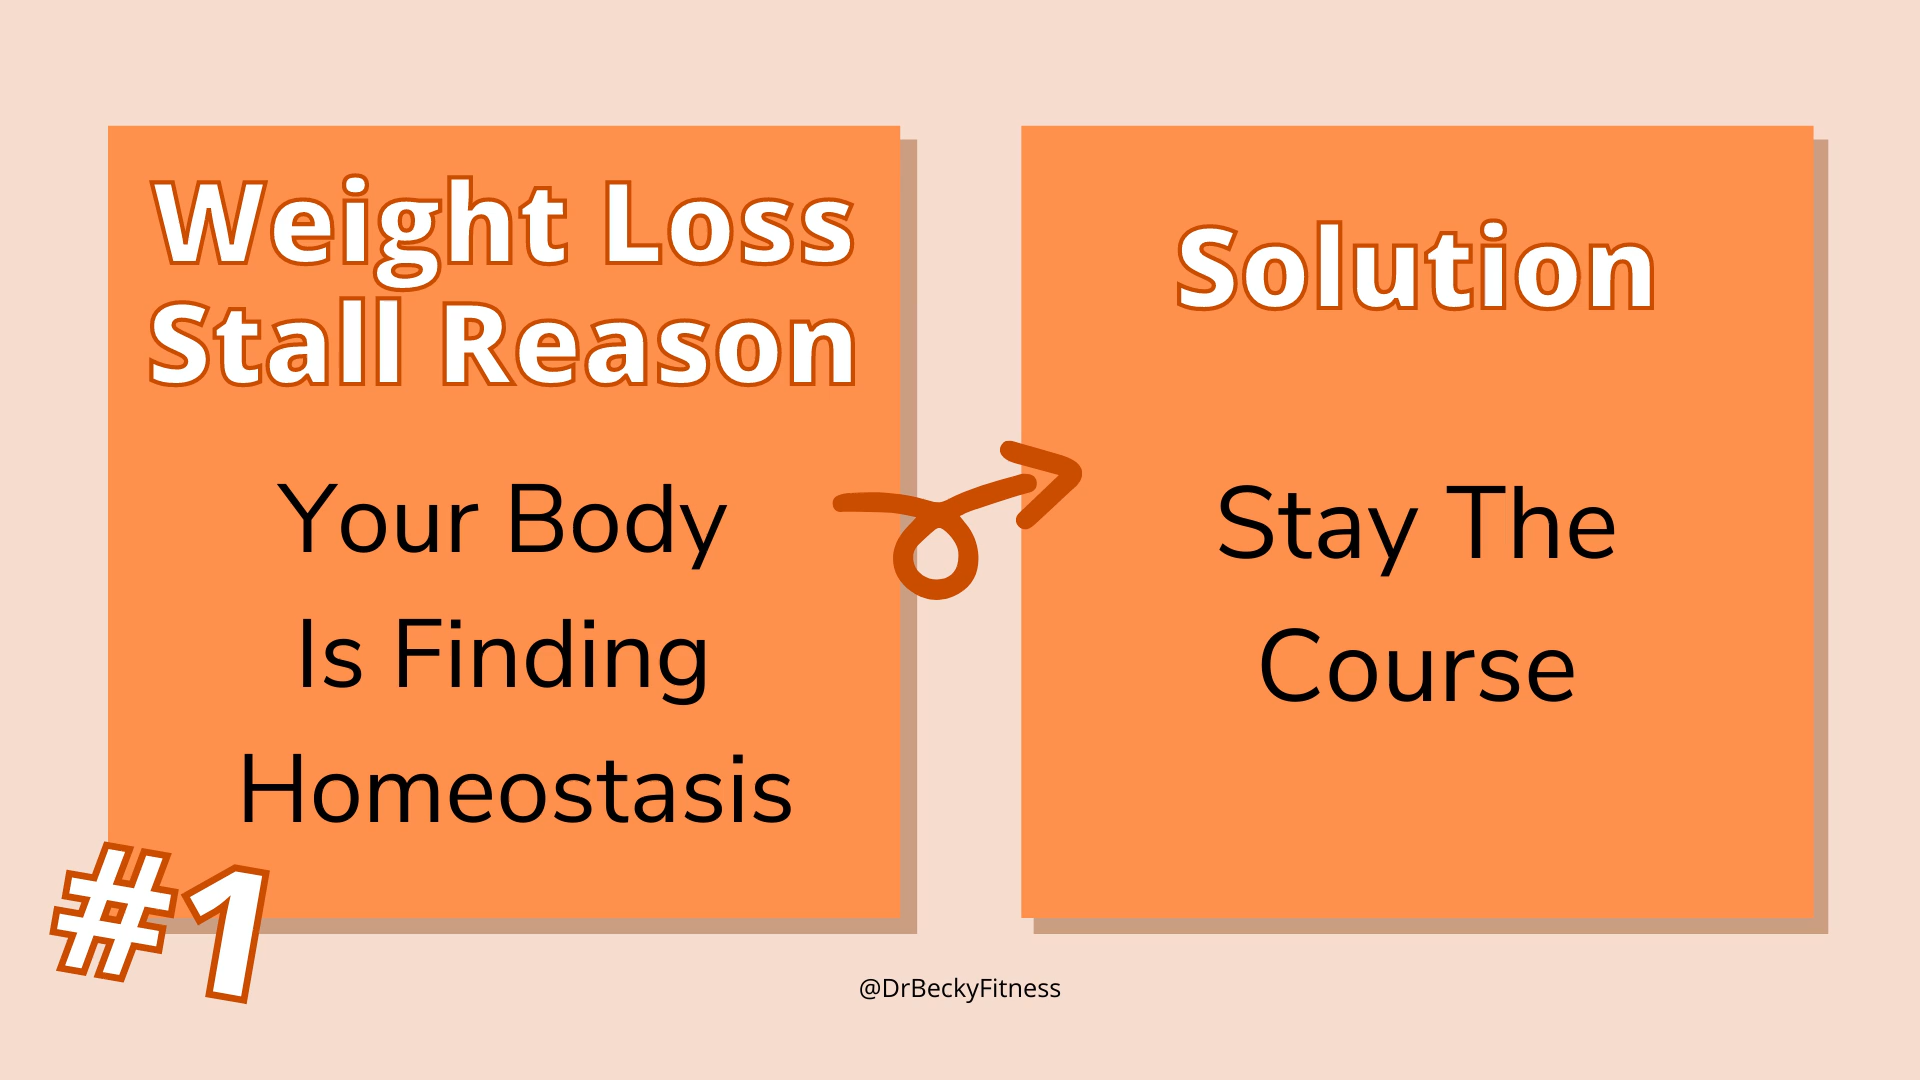 Weight Loss
Stall Reason
Your Body
Is Finding
Homeostasis
#1
Solution
Stay The
Course
@DrBeckyFitness